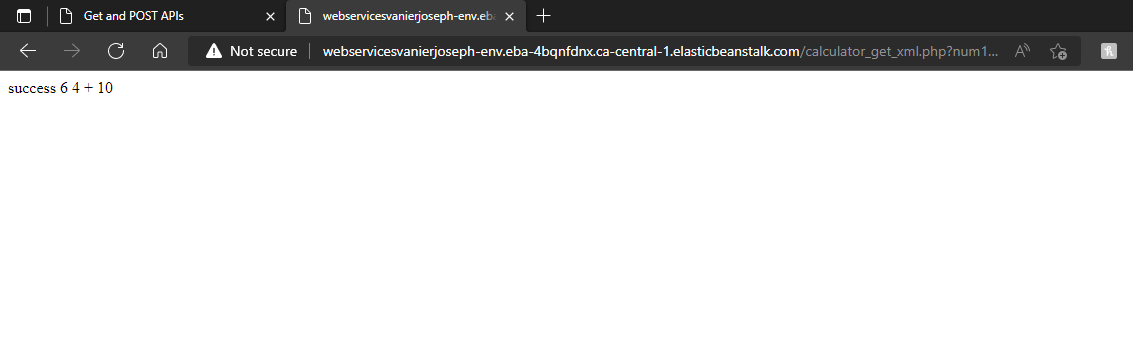 Get and POST APIs
webservicesvanierjoseph-env.eb
Not secure
webservicesvanierjoseph-env.eba-4bqnfdnx.ca-central-1.elasticbeanstalk.com/calculator_get_xml.php?num1...
success 6 4 + 10